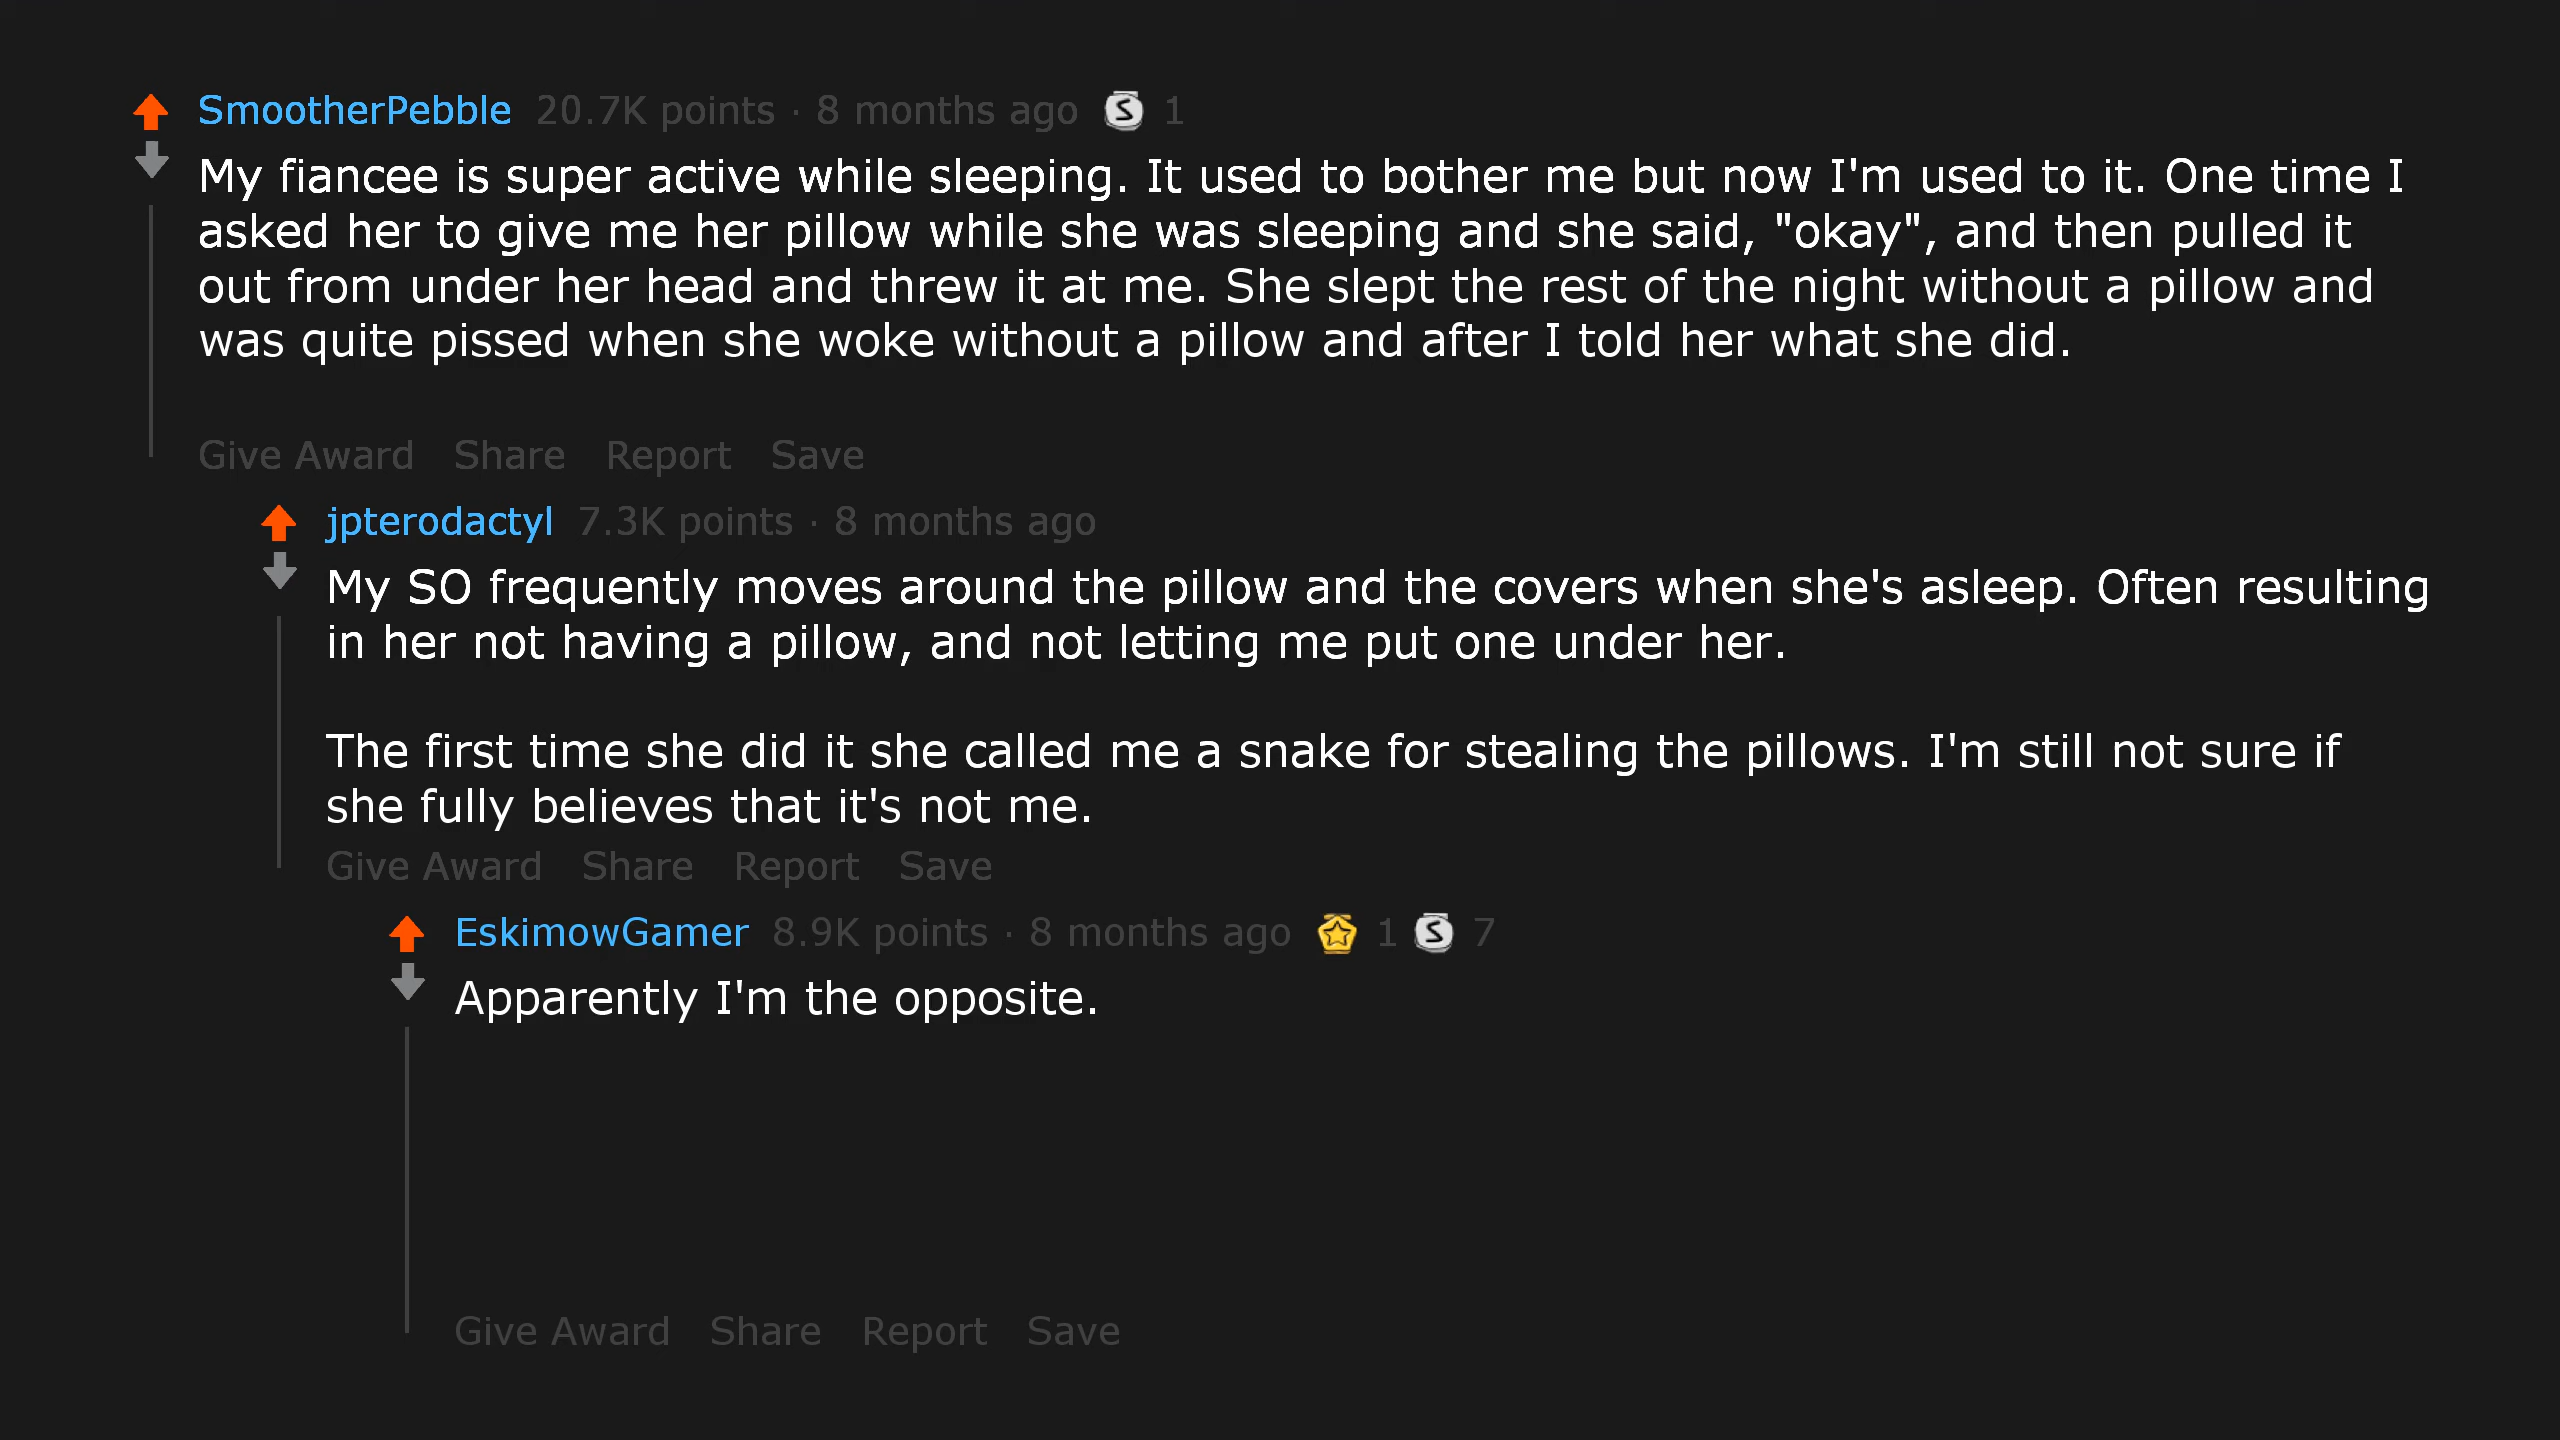 SmootherPebble 20.7K points · 8 months ago S 1
My fiancee is super active while sleeping. It used to bother me but now I'm used to it. One time I
asked her to give me her pillow while she was sleeping and she said, "okay", and then pulled it
out from under her head and threw it at me. She slept the rest of the night without a pillow and
was quite pissed when she woke without a pillow and after I told her what she did.
Give Award Share Report Save
jpterodactyl 7.3K points · 8 months ago
My SO frequently moves around the pillow and the covers when she's asleep. Often resulting
in her not having a pillow, and not letting me put one under her.
The first time she did it she called me a snake for stealing the pillows. I'm still not sure if
she fully believes that it's not me.
Give Award Share Report Save
EskimowGamer 8.9K points · 8 months ago 1 S 7
Apparently I'm the opposite.
Give Award Share Report Save